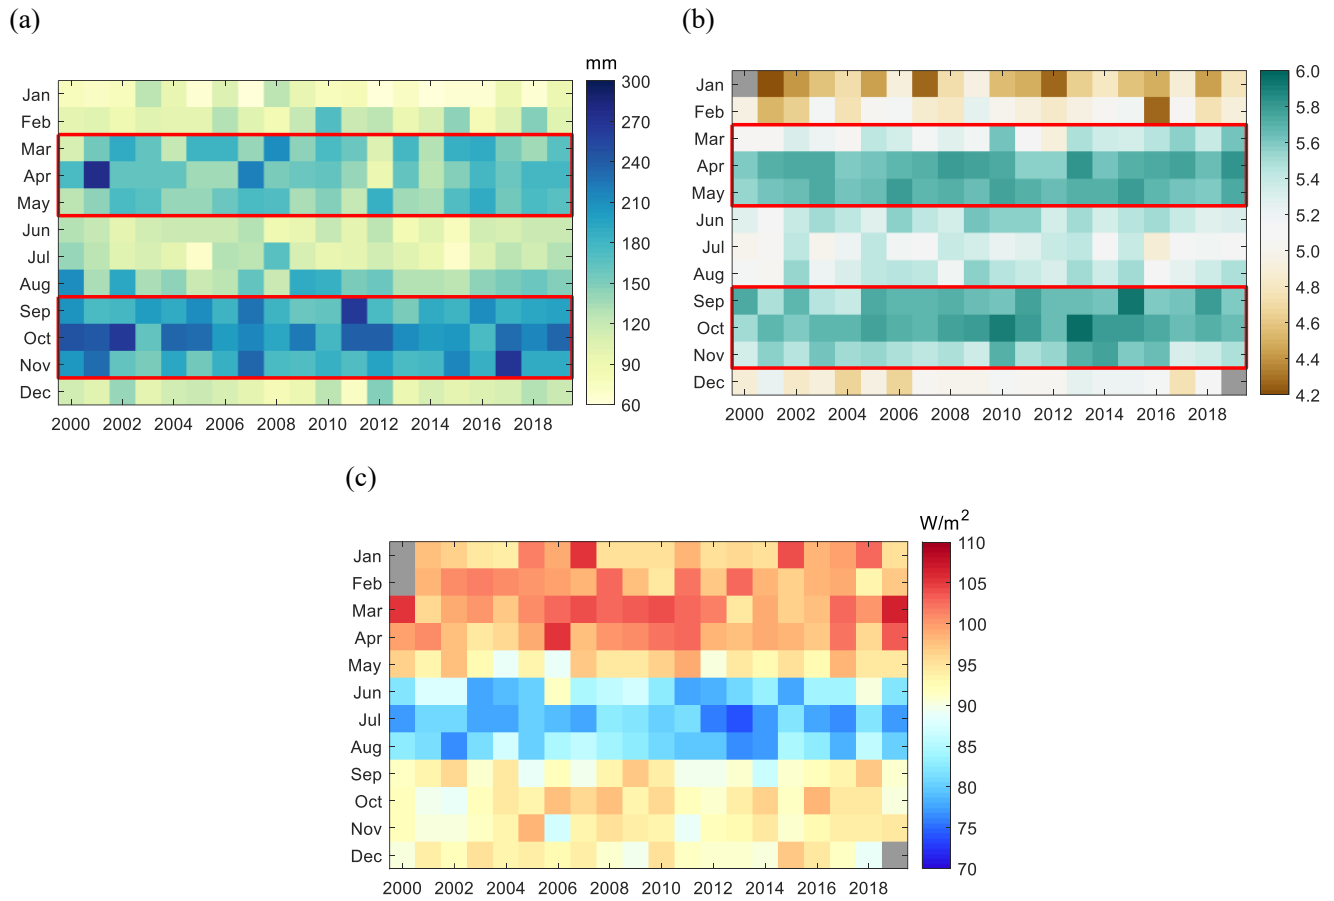 (a)
(b)
mm
Jan
Feb
Mar
Apr
May
Jun
Jul
Aug
Sep
Oct
Nov
Dec
2000 2002 2004 2006 2008 2010 2012 2014 2016 2018
300
270
240
210
180
150
120
90
60
Jan
Feb
Mar
Apr
May
Jun
Jul
Aug
Sep
Oct
Nov
Dec
2000 2002 2004 2006 2008 2010 2012 2014 2016 2018
6.0
5.8
5.6
5.4
5.2
5.0
4.8
4.6
4.4
4.2
(c)
W/m²
Jan
Feb
Mar
Apr
May
Jun
Jul
Aug
Sep
Oct
Nov
Dec
2000 2002 2004 2006 2008 2010 2012 2014 2016 2018
110
105
100
95
90
85
80
75
70